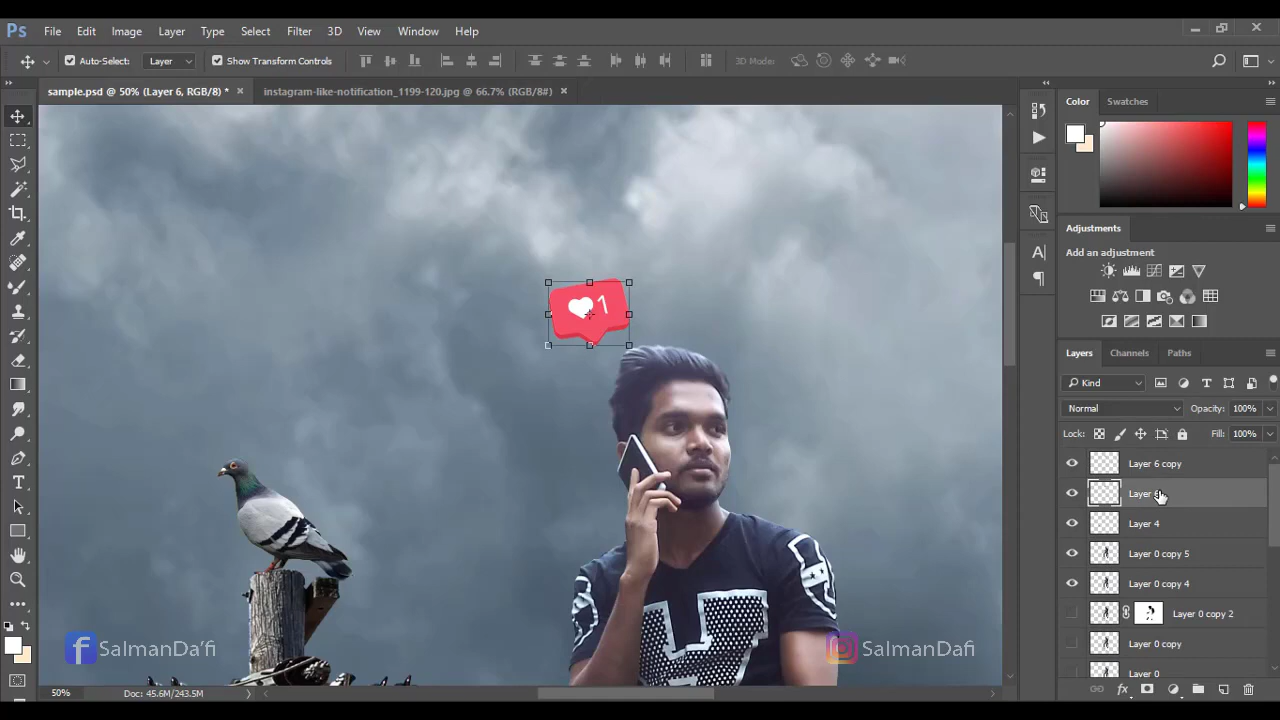 Ps File Edit Image Layer Type Select Filter 3D View Window Help
Auto-Select: Layer Show Transform Controls 3D Mode:
sample.psd @ 50% (Layer 6, RGB/8) * × instagram-like-notification_1199-120.jpg @ 66.7% (RGB/8#) ×
Color Swatches
Adjustments
Add an adjustment
1
Layers Channels Paths
Kind
Normal Opacity: 100%
Lock: Fill: 100%
Layer 6 copy
Layer
Layer 4
Layer 0 copy 5
Layer 0 copy 4
Layer 0 copy 2
Layer 0 copy
Layer 0
f SalmanDa'fi
SalmanDafi
50% Doc: 45.6M/243.5M